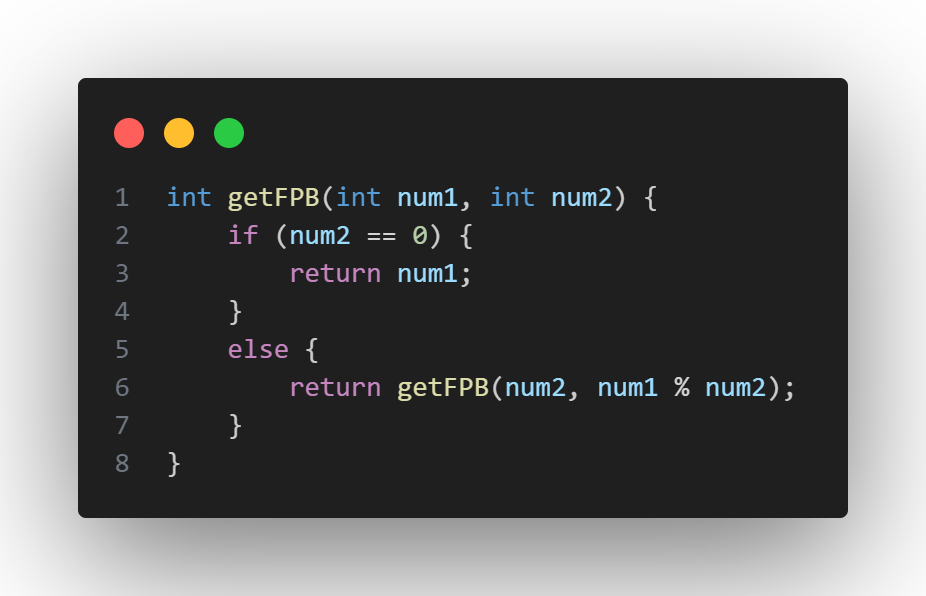 1 int getFPB(int num1, int num2) {
2     if (num2 == 0) {
3         return num1;
4     }
5     else {
6         return getFPB(num2, num1 % num2);
7     }
8 }